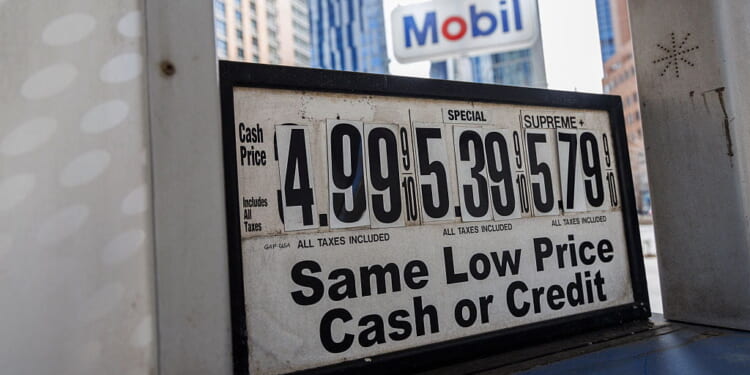 Mobil
SPECIAL SUPREME+
Cash Price 4.99 9/10 5.39 9/10 5.79 9/10
Includes All Taxes
ALL TAXES INCLUDED ALL TAXES INCLUDED ALL TAXES INCLUDED
Same Low Price
Cash or Credit